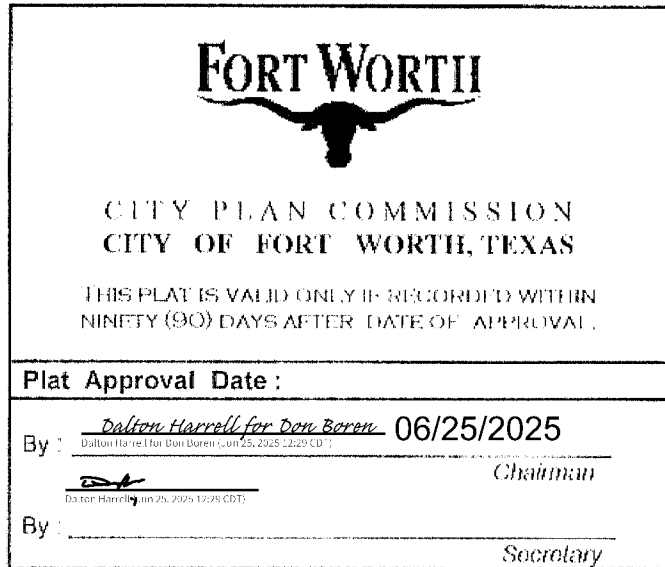 FORT WORTH
CITY PLAN COMMISSION
CITY OF FORT WORTH, TEXAS
THIS PLAT IS VALID ONLY IF RECORDED WITHIN
NINETY (90) DAYS AFTER DATE OF APPROVAL.
Plat Approval Date :
By : Dalton Harrell for Don Boren 06/25/2025
Dalton Harrell for Don Boren (Jun 25, 2025 12:29 CDT)
Chairman
Dalton Harrell (Jun 25, 2025 12:29 CDT)
By :
Secretary